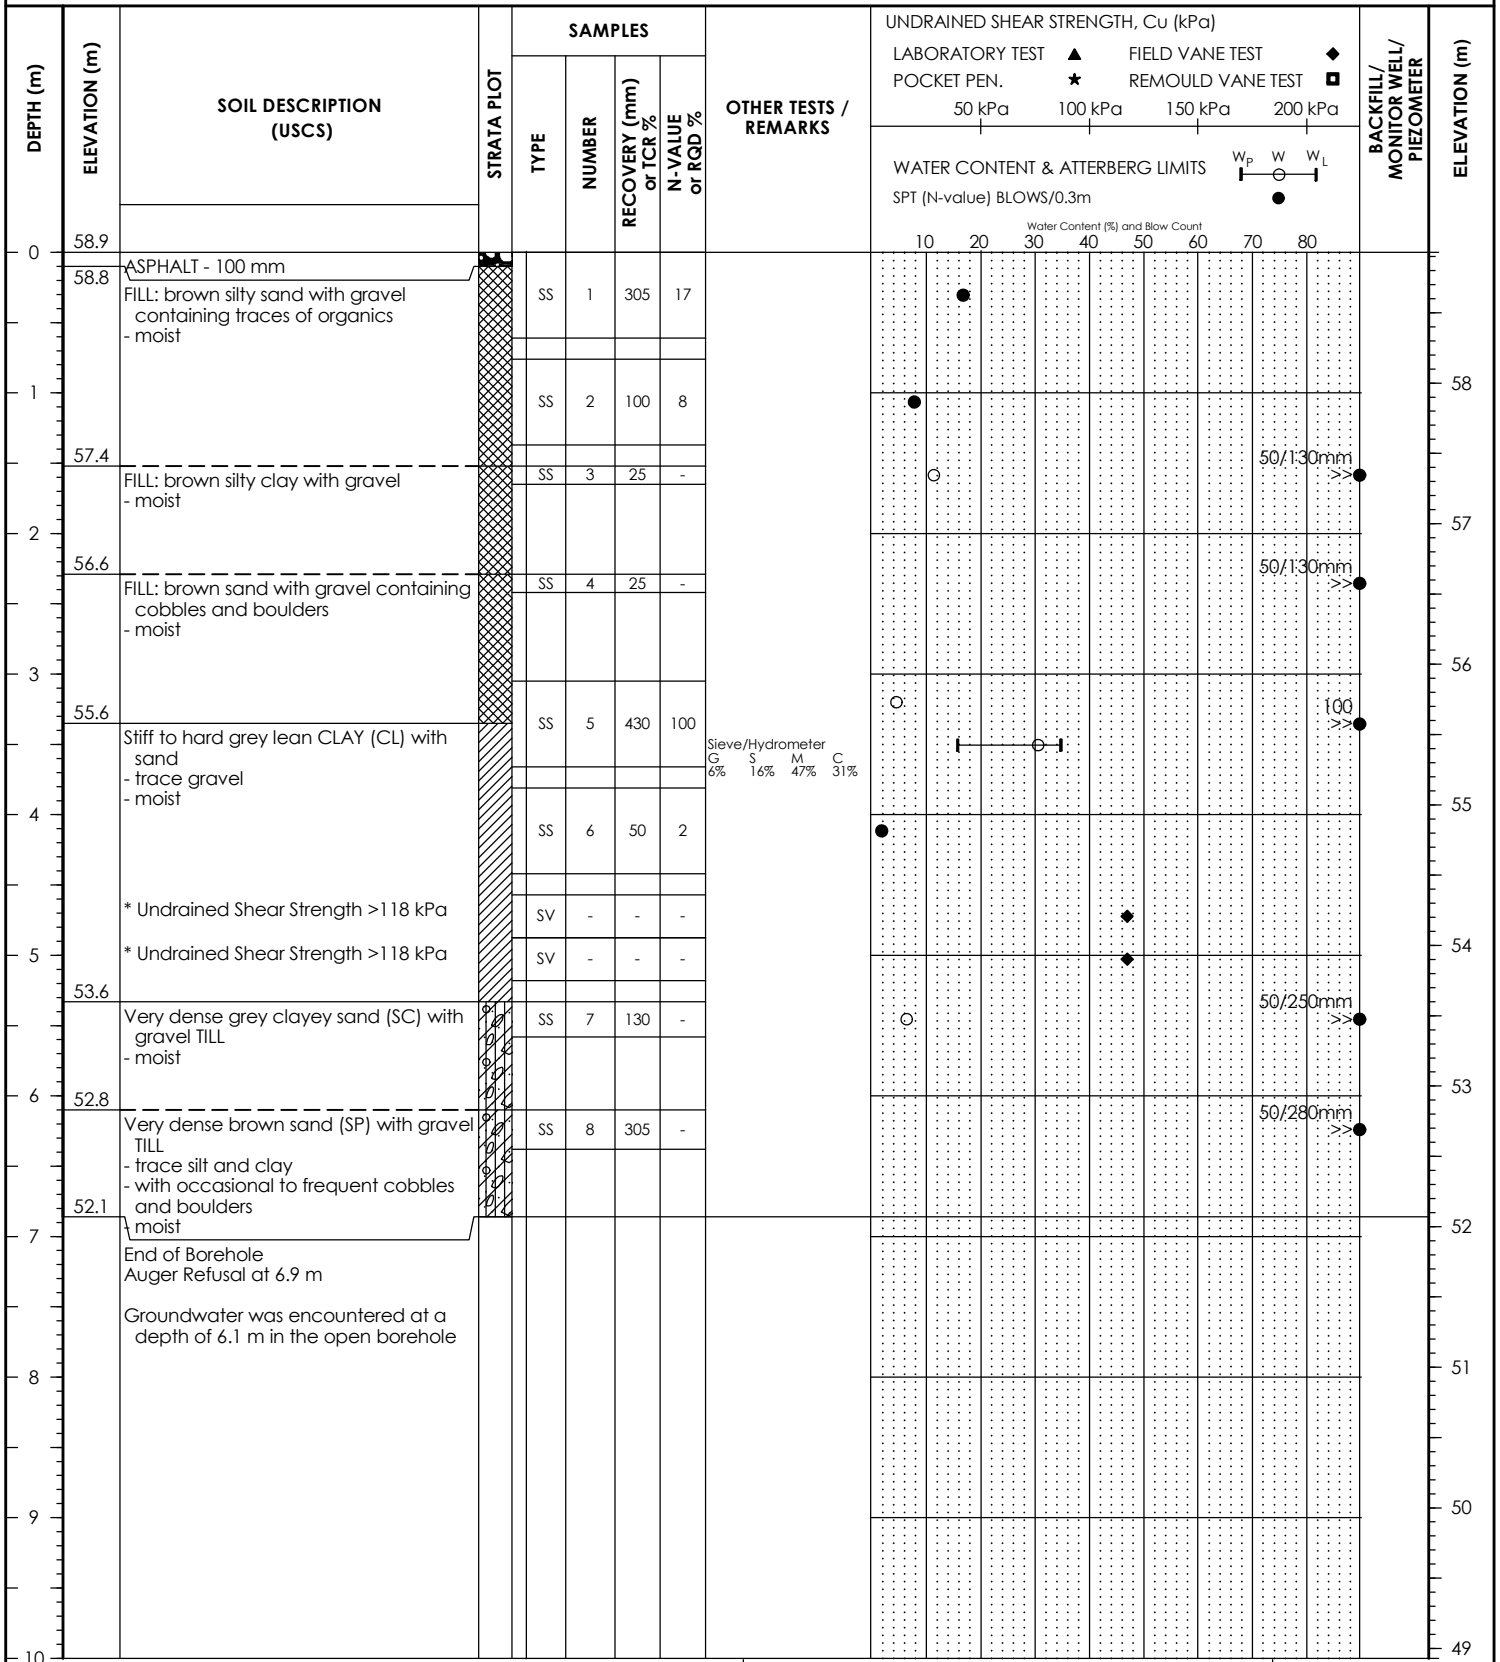 DEPTH (m)
ELEVATION (m)
SOIL DESCRIPTION
(USCS)
STRATA PLOT
SAMPLES
TYPE
NUMBER
RECOVERY (mm)
or TCR %
N-VALUE
or RQD %
OTHER TESTS /
REMARKS
UNDRAINED SHEAR STRENGTH, Cu (kPa)
LABORATORY TEST ▲ FIELD VANE TEST ◆
POCKET PEN. ★ REMOULD VANE TEST
50 kPa 100 kPa 150 kPa 200 kPa
WATER CONTENT & ATTERBERG LIMITS
WP W WL
SPT (N-value) BLOWS/0.3m ●
Water Content (%) and Blow Count
10 20 30 40 50 60 70 80
BACKFILL/
MONITOR WELL/
PIEZOMETER
ELEVATION (m)
0
58.9
ASPHALT - 100 mm
58.8
FILL: brown silty sand with gravel
containing traces of organics
- moist
SS 1 305 17
1
58
SS 2 100 8
57.4
FILL: brown silty clay with gravel
- moist
SS 3 25 -
50/130mm
>>
2
57
56.6
FILL: brown sand with gravel containing
cobbles and boulders
- moist
SS 4 25 -
50/130mm
>>
3
56
55.6
SS 5 430 100
100
>>
Stiff to hard grey lean CLAY (CL) with
sand
- trace gravel
- moist
Sieve/Hydrometer
G S M C
6% 16% 47% 31%
4
55
SS 6 50 2
* Undrained Shear Strength >118 kPa
SV - - -
* Undrained Shear Strength >118 kPa
SV - - -
5
54
53.6
Very dense grey clayey sand (SC) with
gravel TILL
- moist
SS 7 130 -
50/250mm
>>
6
53
52.8
Very dense brown sand (SP) with gravel
TILL
- trace silt and clay
- with occasional to frequent cobbles
and boulders
- moist
SS 8 305 -
50/280mm
>>
52.1
7
52
End of Borehole
Auger Refusal at 6.9 m
Groundwater was encountered at a
depth of 6.1 m in the open borehole
8
51
9
50
10
49